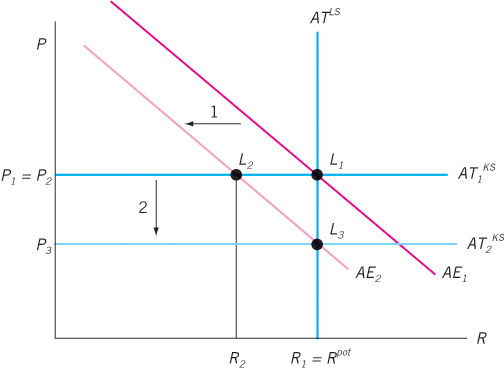 AT^LS
P
1
L₂
L₁
P₁ = P₂
AT₁^KS
2
L₃
P₃
AT₂^KS
AE₂
AE₁
R
R₂
R₁ = R^pot